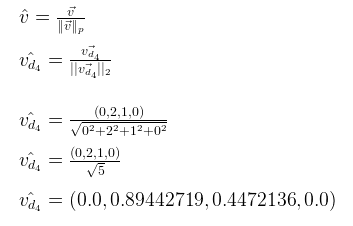 v̂ = \frac{\vec{v}}{\|\vec{v}\|_p}
\hat{v_{d_4}} = \frac{\vec{v_{d_4}}}{||\vec{v_{d_4}}||_2}
\hat{v_{d_4}} = \frac{(0,2,1,0)}{\sqrt{0^2+2^2+1^2+0^2}}
\hat{v_{d_4}} = \frac{(0,2,1,0)}{\sqrt{5}}
\hat{v_{d_4}} = (0.0, 0.89442719, 0.4472136, 0.0)